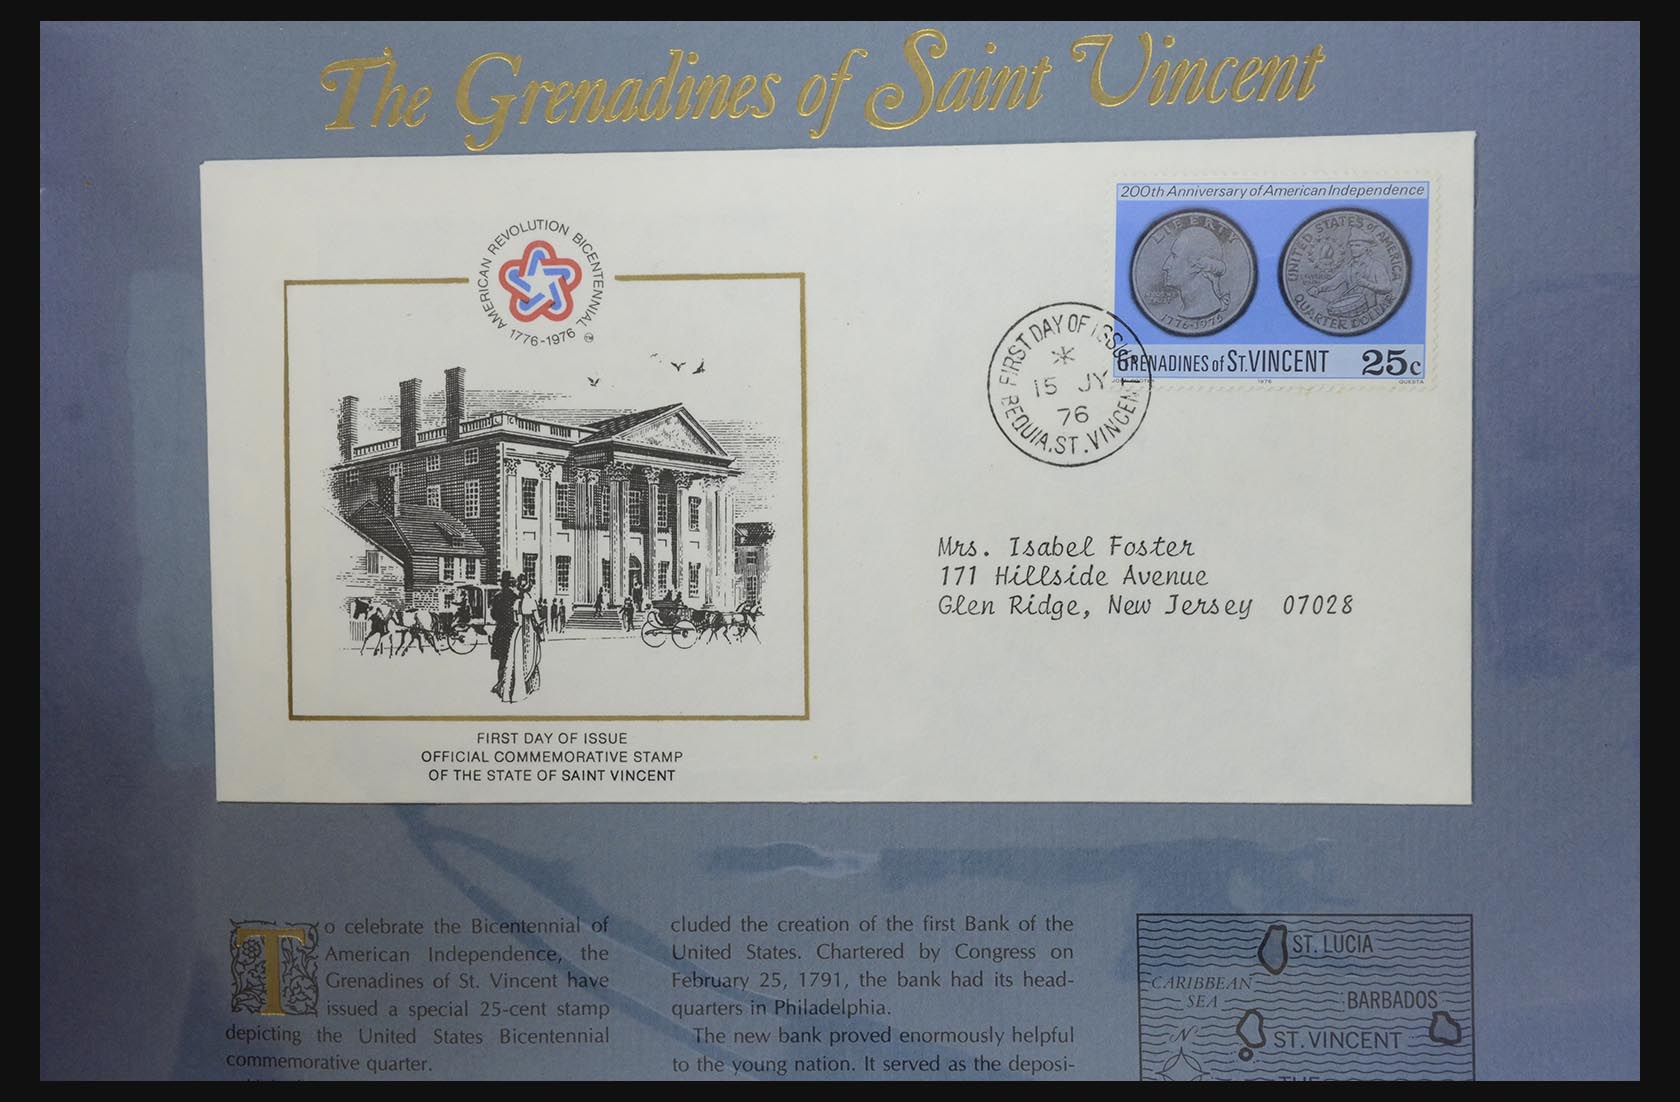 The Grenadines of Saint Vincent
AMERICAN REVOLUTION BICENTENNIAL
1776-1976
200th Anniversary of American Independence
LIBERTY
1776-1976
UNITED STATES of AMERICA
QUARTER DOLLAR
GRENADINES of ST.VINCENT 25c
1976 QUESTA
FIRST DAY OF ISSUE
15 JY
76
BEQUIA.ST.VINCENT
Mrs. Isabel Foster
171 Hillside Avenue
Glen Ridge, New Jersey 07028
FIRST DAY OF ISSUE
OFFICIAL COMMEMORATIVE STAMP
OF THE STATE OF SAINT VINCENT
To celebrate the Bicentennial of
American Independence, the
Grenadines of St. Vincent have
issued a special 25-cent stamp
depicting the United States Bicentennial
commemorative quarter.
cluded the creation of the first Bank of the
United States. Chartered by Congress on
February 25, 1791, the bank had its head-
quarters in Philadelphia.
The new bank proved enormously helpful
to the young nation. It served as the deposi-
ST. LUCIA
CARIBBEAN
SEA
BARBADOS
N
ST. VINCENT
THE